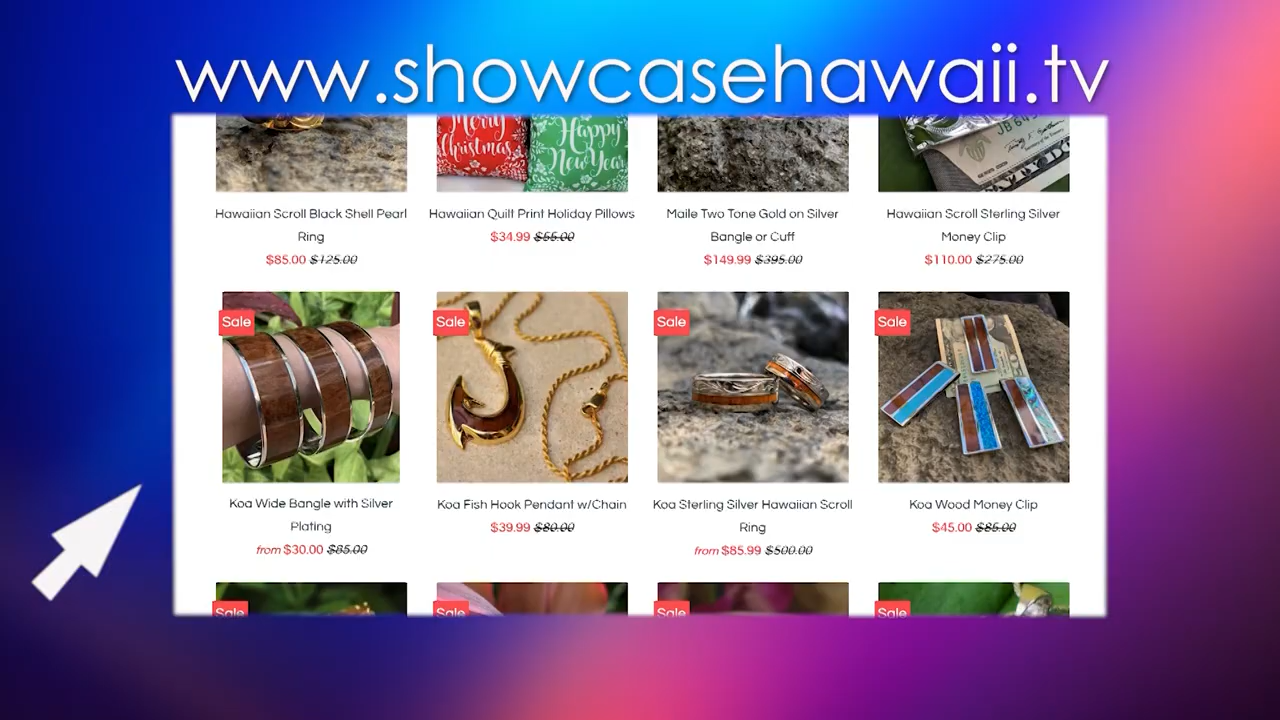 www.showcasehawaii.tv
Merry Christmas
Happy New Year
JB 64
Hawaiian Scroll Black Shell Pearl Ring
$85.00 $125.00
Hawaiian Quilt Print Holiday Pillows
$34.99 $55.00
Maile Two Tone Gold on Silver Bangle or Cuff
$149.99 $395.00
Hawaiian Scroll Sterling Silver Money Clip
$110.00 $275.00
Sale
Sale
Sale
Sale
Koa Wide Bangle with Silver Plating
from $30.00 $85.00
Koa Fish Hook Pendant w/Chain
$39.99 $80.00
Koa Sterling Silver Hawaiian Scroll Ring
from $85.99 $500.00
Koa Wood Money Clip
$45.00 $85.00
Sale
Sale
Sale
Sale